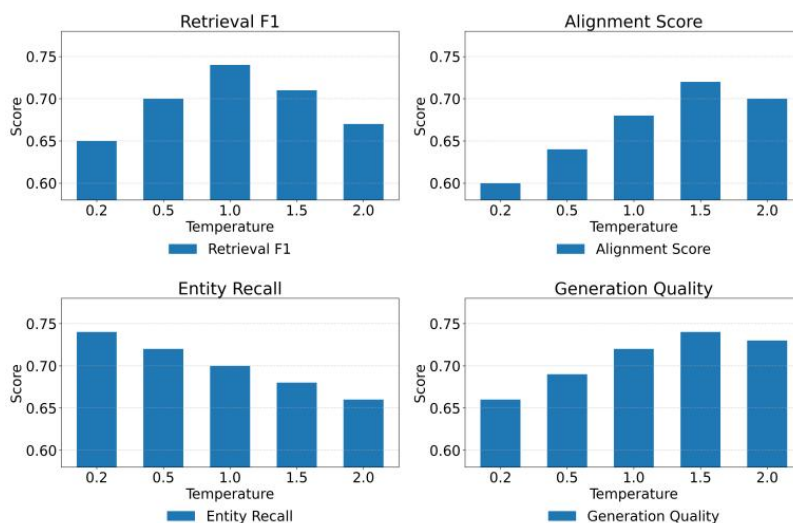 Retrieval F1
0.75
0.70
0.65
0.60
Score
0.2 0.5 1.0 1.5 2.0
Temperature
Retrieval F1
Alignment Score
0.75
0.70
0.65
0.60
Score
0.2 0.5 1.0 1.5 2.0
Temperature
Alignment Score
Entity Recall
0.75
0.70
0.65
0.60
Score
0.2 0.5 1.0 1.5 2.0
Temperature
Entity Recall
Generation Quality
0.75
0.70
0.65
0.60
Score
0.2 0.5 1.0 1.5 2.0
Temperature
Generation Quality